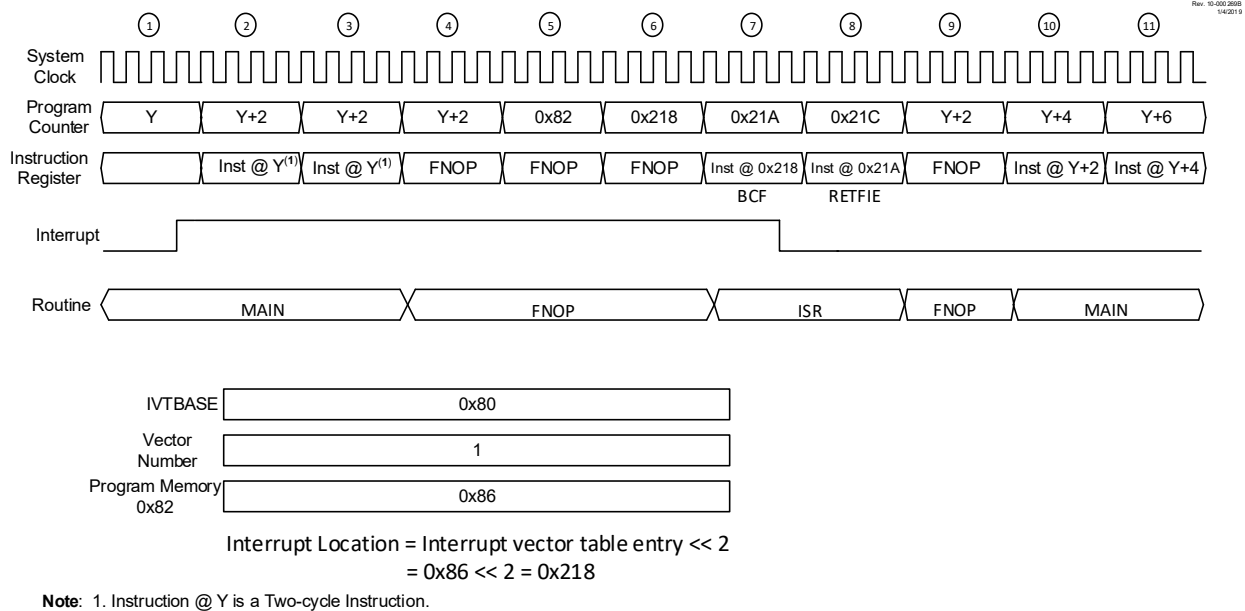 Rev. 10-000 269B
1/4/201 9
1 2 3 4 5 6 7 8 9 10 11
System
Clock
Program
Counter
Y Y+2 Y+2 Y+2 0x82 0x218 0x21A 0x21C Y+2 Y+4 Y+6
Instruction
Register
Inst @ Y(1) Inst @ Y(1) FNOP FNOP FNOP Inst @ 0x218 Inst @ 0x21A FNOP Inst @ Y+2 Inst @ Y+4
BCF RETFIE
Interrupt
Routine MAIN FNOP ISR FNOP MAIN
IVTBASE 0x80
Vector
Number
1
Program Memory
0x82
0x86
Interrupt Location = Interrupt vector table entry << 2
= 0x86 << 2 = 0x218
Note: 1. Instruction @ Y is a Two-cycle Instruction.